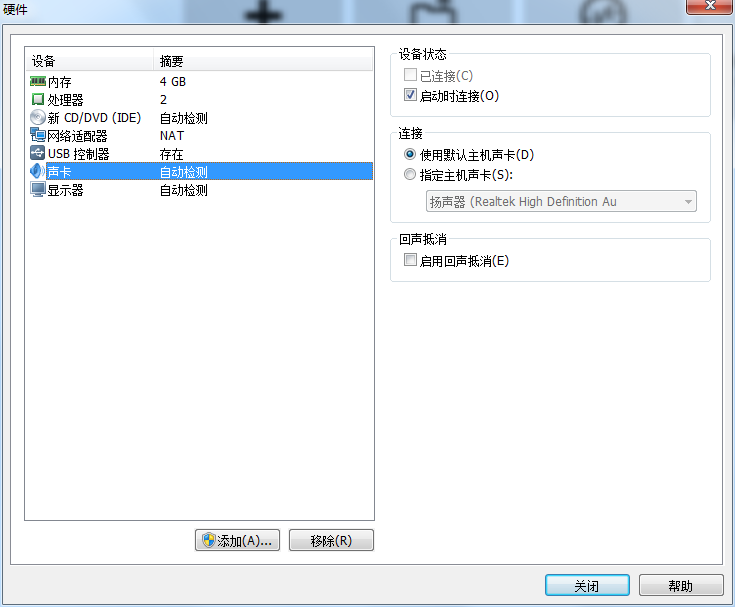 硬件
设备 摘要
内存 4 GB
处理器 2
新 CD/DVD (IDE) 自动检测
网络适配器 NAT
USB 控制器 存在
声卡 自动检测
显示器 自动检测
添加(A)... 移除(R)
设备状态
已连接(C)
启动时连接(O)
连接
使用默认主机声卡(D)
指定主机声卡(S):
扬声器 (Realtek High Definition Au
回声抵消
启用回声抵消(E)
关闭 帮助